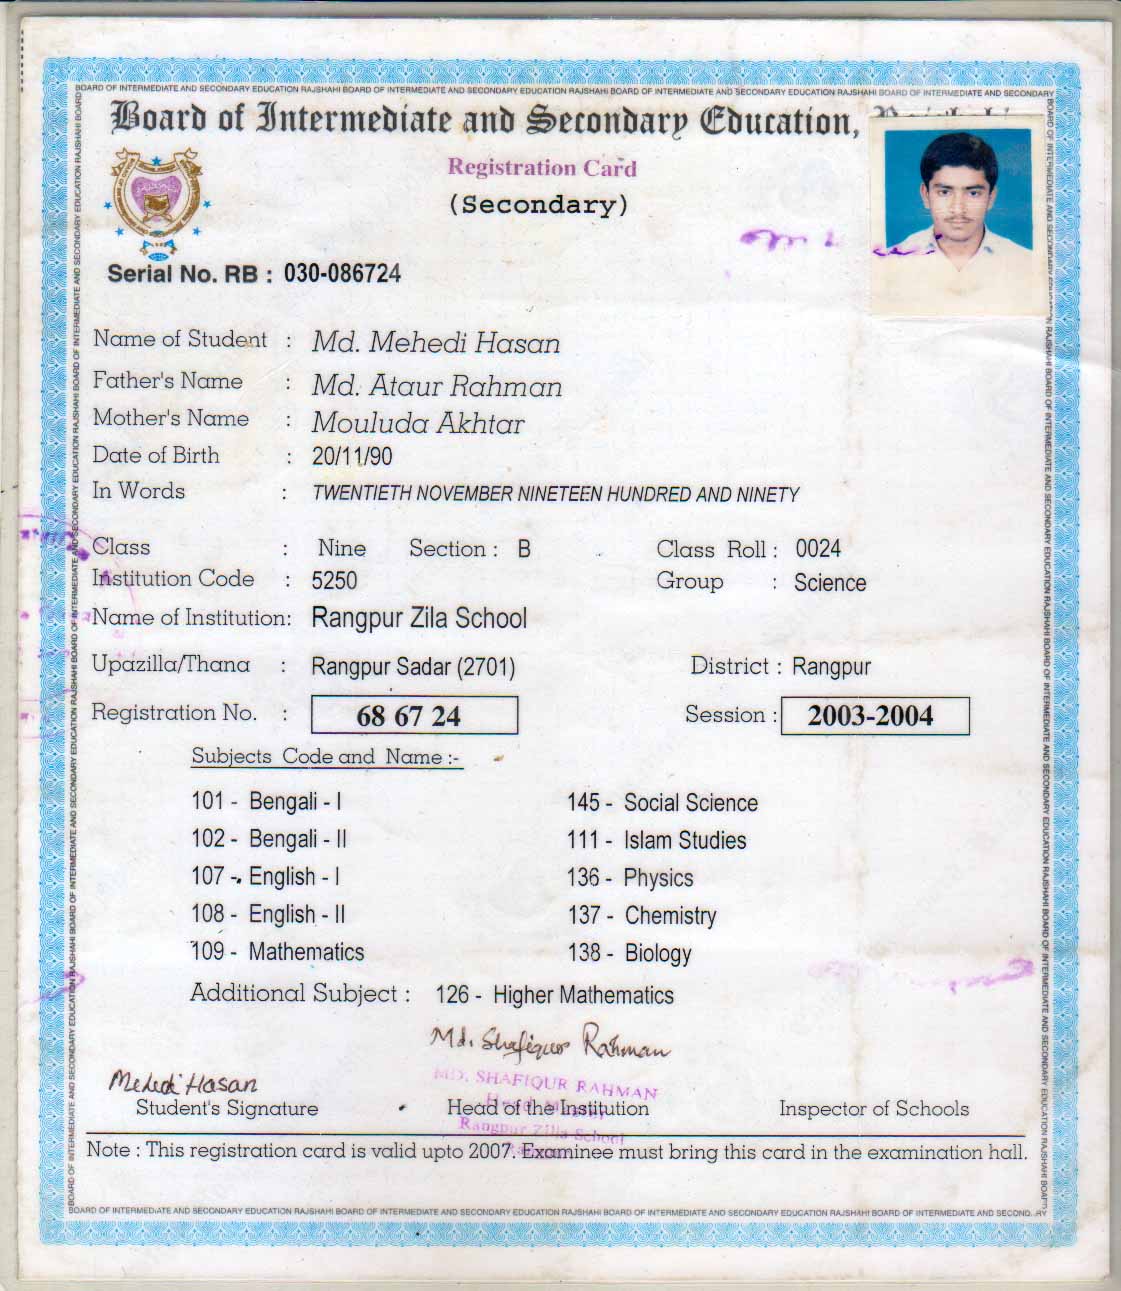 BOARD OF INTERMEDIATE AND SECONDARY EDUCATION RAJSHAHI BOARD OF INTERMEDIATE AND SECONDARY EDUCATION RAJSHAHI BOARD OF INTERMEDIATE AND SECONDARY EDUCATION RAJSHAHI BOARD OF INTERMEDIATE AND SECONDARY
Board of Intermediate and Secondary Education,
Registration Card
(Secondary)
Serial No. RB : 030-086724
Name of Student : Md. Mehedi Hasan
Father's Name : Md. Ataur Rahman
Mother's Name : Mouluda Akhtar
Date of Birth : 20/11/90
In Words : TWENTIETH NOVEMBER NINETEEN HUNDRED AND NINETY
Class : Nine Section : B Class Roll : 0024
Institution Code : 5250 Group : Science
Name of Institution: Rangpur Zila School
Upazilla/Thana : Rangpur Sadar (2701) District : Rangpur
Registration No. : 68 67 24 Session : 2003-2004
Subjects Code and Name :-
101 - Bengali - I 145 - Social Science
102 - Bengali - II 111 - Islam Studies
107 - English - I 136 - Physics
108 - English - II 137 - Chemistry
109 - Mathematics 138 - Biology
Additional Subject : 126 - Higher Mathematics
Md. Shafiqur Rahman
Mehedi Hasan
MD. SHAFIQUR RAHMAN
Student's Signature Head of the Institution Inspector of Schools
Rangpur Zilla School
Note : This registration card is valid upto 2007. Examinee must bring this card in the examination hall.
BOARD OF INTERMEDIATE AND SECONDARY EDUCATION RAJSHAHI BOARD OF INTERMEDIATE AND SECONDARY EDUCATION RAJSHAHI BOARD OF INTERMEDIATE AND SECONDARY EDUCATION RAJSHAHI BOARD OF INTERMEDIATE AND SECOND